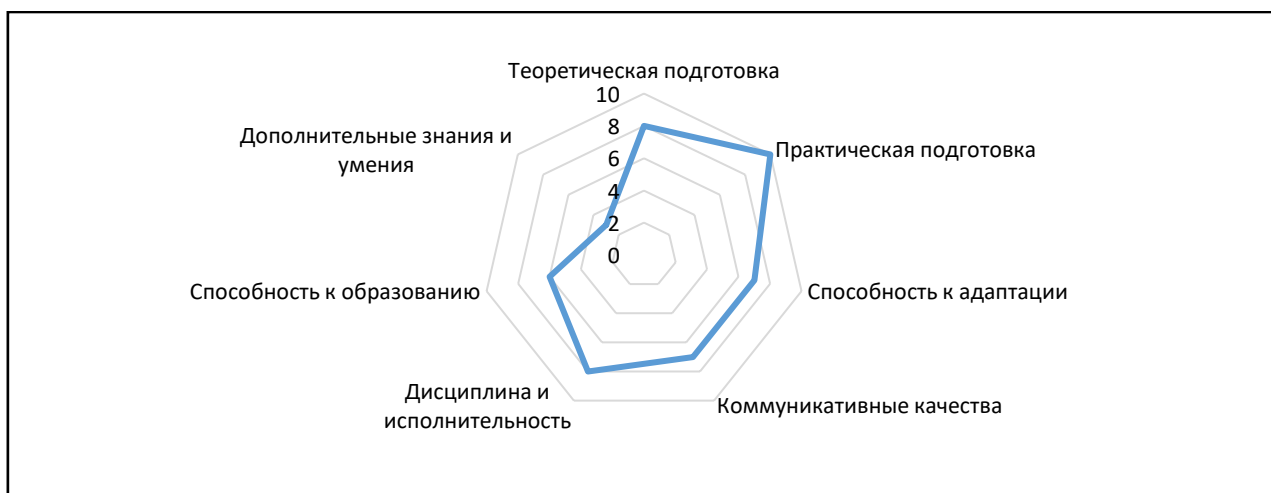 Теоретическая подготовка
10
8
6
4
2
0
Практическая подготовка
Способность к адаптации
Коммуникативные качества
Дисциплина и
исполнительность
Способность к образованию
Дополнительные знания и
умения